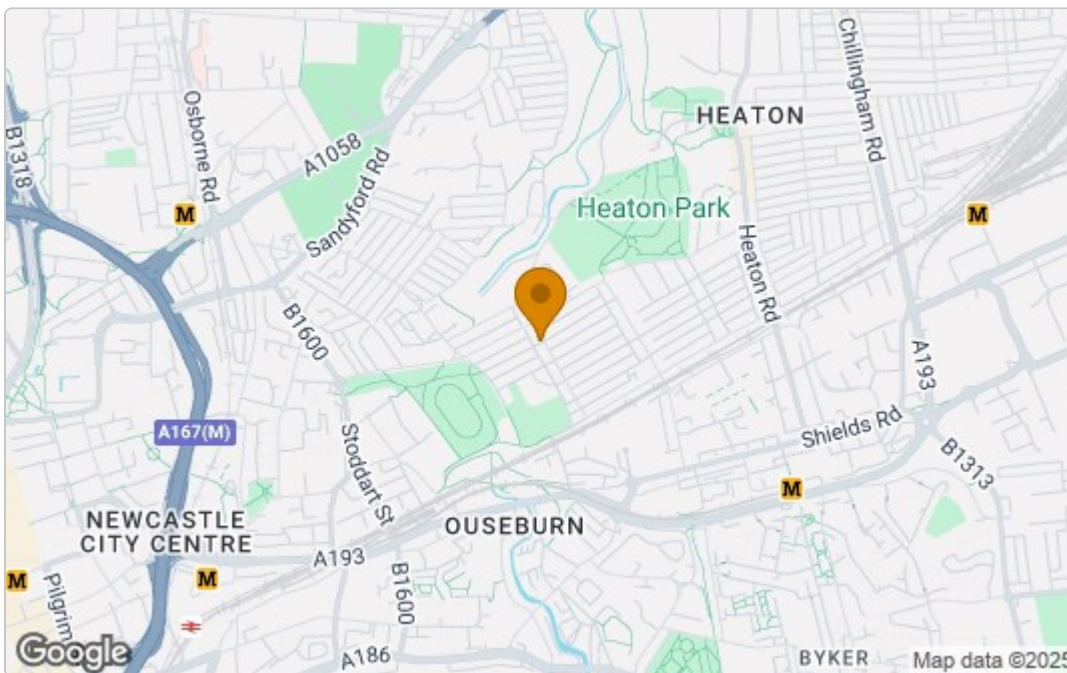 B1318
Osborne Rd
A1058
Sandyford Rd
HEATON
Chillingham Rd
M
Heaton Park
M
Heaton Rd
B1600
A193
A167(M)
Stoddart St
Shields Rd
B1313
M
NEWCASTLE
CITY CENTRE
OUSEBURN
A193
M
M
Pilgrim
B1600
A186
BYKER
Google
Map data ©2025